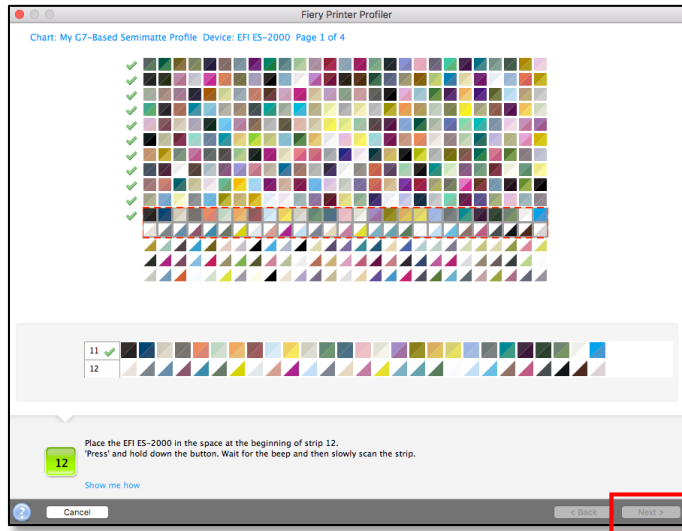 Fiery Printer Profiler
Chart: My G7-Based Semimatte Profile Device: EFI ES-2000 Page 1 of 4
11
12
12
Place the EFI ES-2000 in the space at the beginning of strip 12.
'Press' and hold down the button. Wait for the beep and then slowly scan the strip.
Show me how
? Cancel < Back Next >